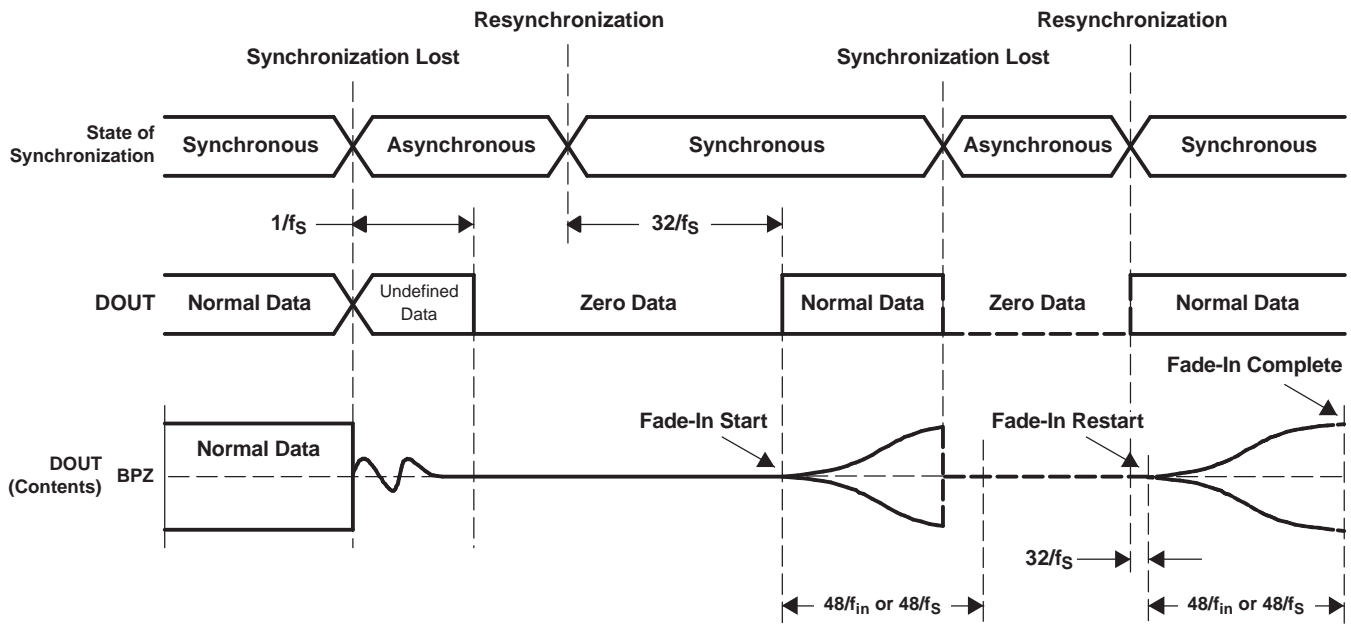 Resynchronization
Resynchronization
Synchronization Lost
Synchronization Lost
State of
Synchronization
Synchronous
Asynchronous
Synchronous
Asynchronous
Synchronous
1/fS
32/fS
DOUT
Normal Data
Undefined
Data
Zero Data
Normal Data
Zero Data
Normal Data
Fade-In Complete
Fade-In Start
Fade-In Restart
Normal Data
DOUT
(Contents)
BPZ
32/fS
48/fin or 48/fS
48/fin or 48/fS